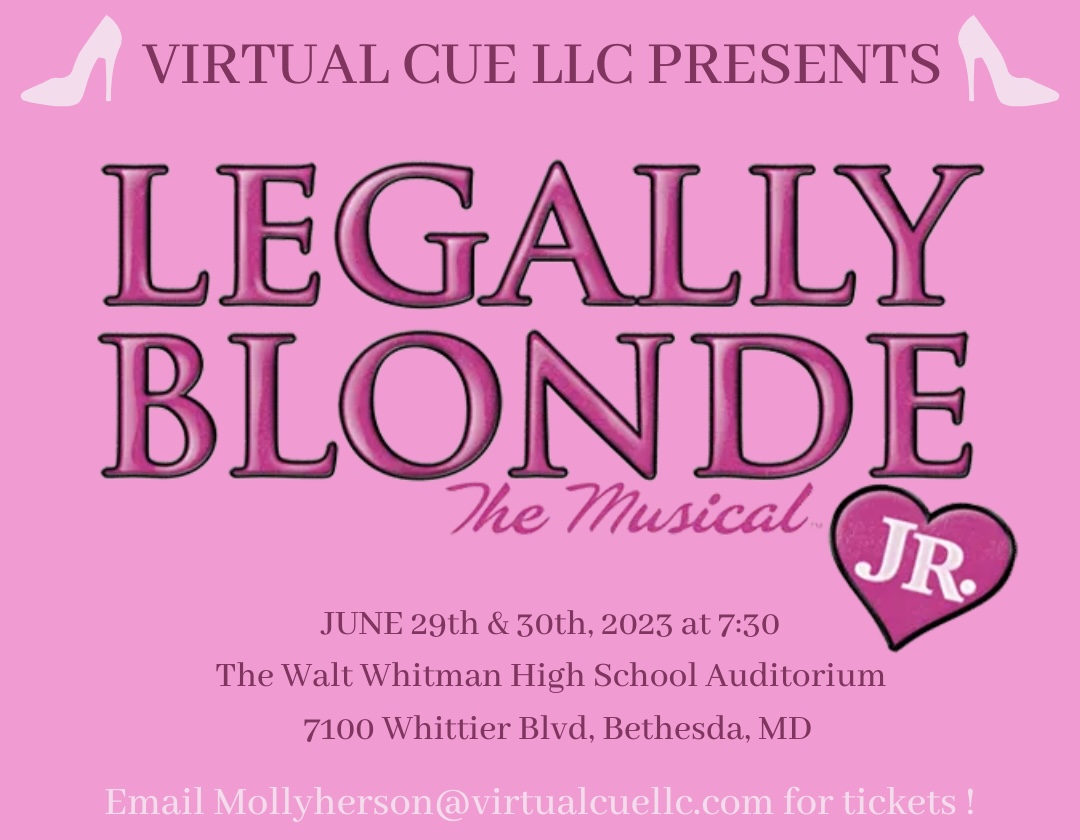 VIRTUAL CUE LLC PRESENTS
LEGALLY
BLONDE
The Musical™
JR.
JUNE 29th & 30th, 2023 at 7:30
The Walt Whitman High School Auditorium
7100 Whittier Blvd, Bethesda, MD
Email Mollyherson@virtualcuellc.com for tickets !